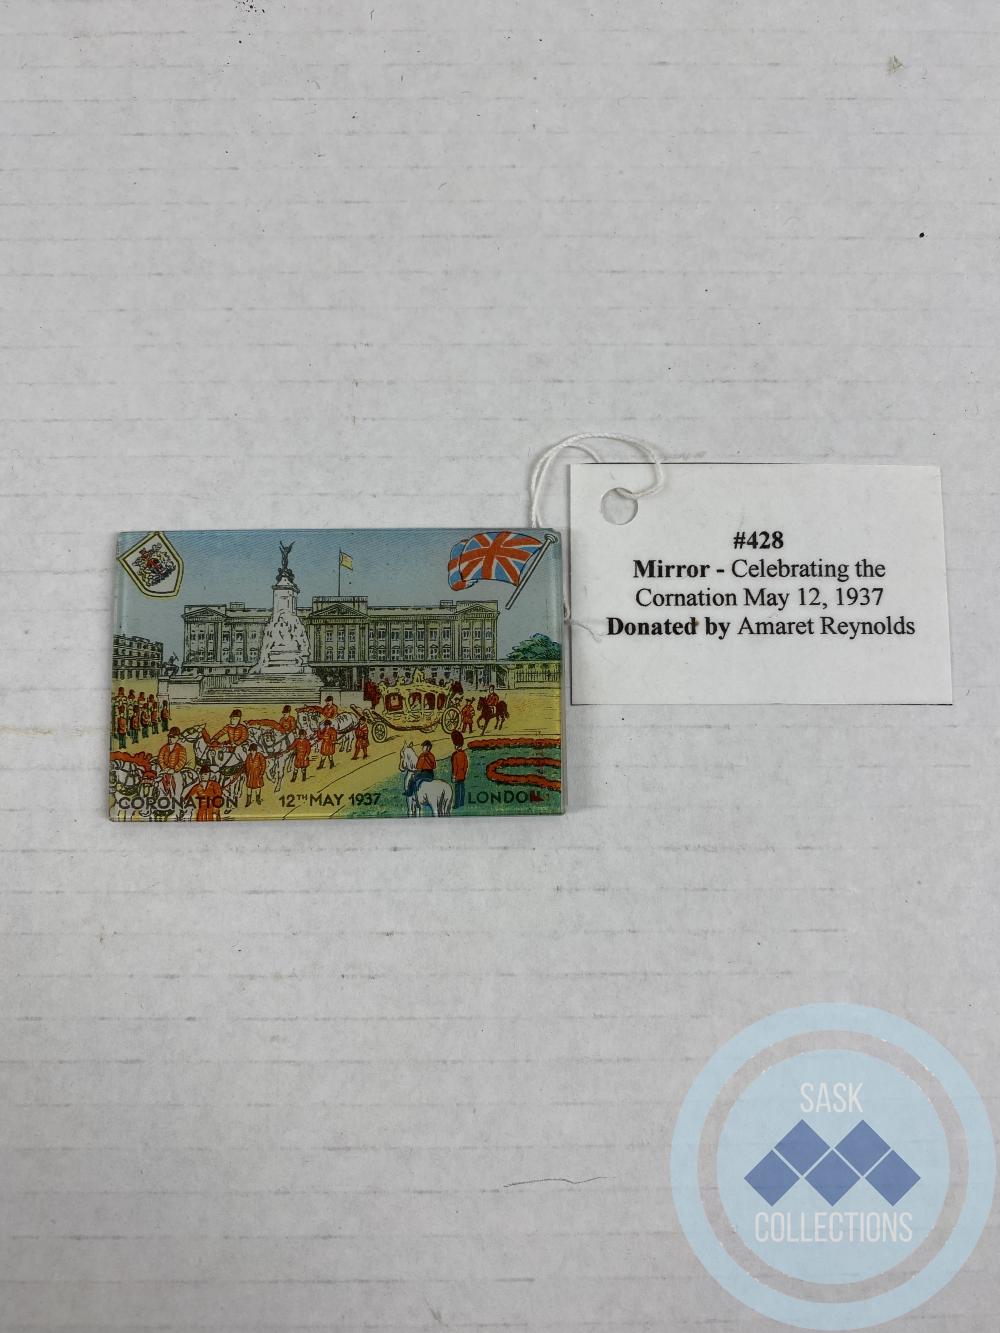 #428
Mirror - Celebrating the
Cornation May 12, 1937
Donated by Amaret Reynolds
CORONATION 12TH MAY 1937 LONDON
SASK
COLLECTIONS